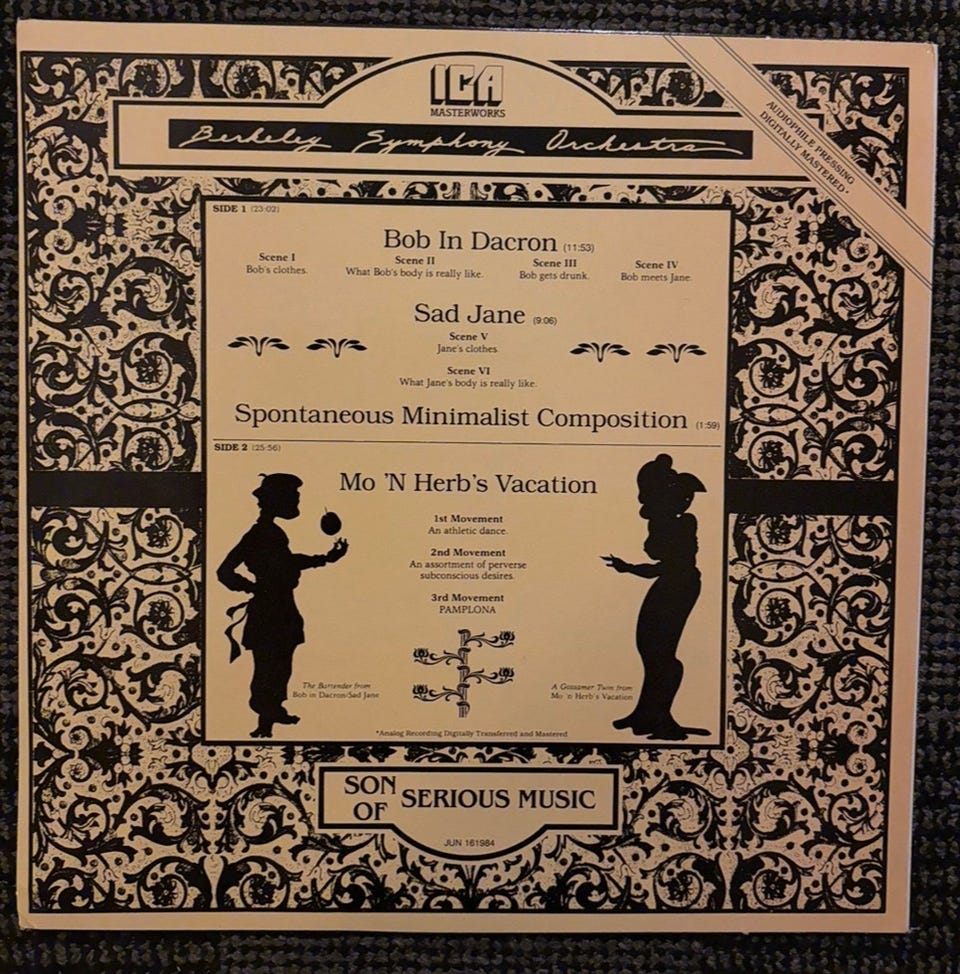 ICA
MASTERWORKS
Berkeley Symphony Orchestra
AUDIOPHILE PRESSING
DIGITALLY MASTERED*
SIDE 1 (23:02)
Bob In Dacron (11:53)
Scene I
Bob's clothes.
Scene II
What Bob's body is really like.
Scene III
Bob gets drunk.
Scene IV
Bob meets Jane.
Sad Jane (9:06)
Scene V
Jane's clothes.
Scene VI
What Jane's body is really like.
Spontaneous Minimalist Composition (1:59)
SIDE 2 (25:56)
Mo 'N Herb's Vacation
1st Movement
An athletic dance.
2nd Movement
An assortment of perverse
subconscious desires.
3rd Movement
PAMPLONA
The Bartender from
Bob in Dacron/Sad Jane
A Gossamer Twin from
Mo 'n Herb's Vacation
*Analog Recording Digitally Transferred and Mastered
SON
OF
SERIOUS MUSIC
JUN 161984